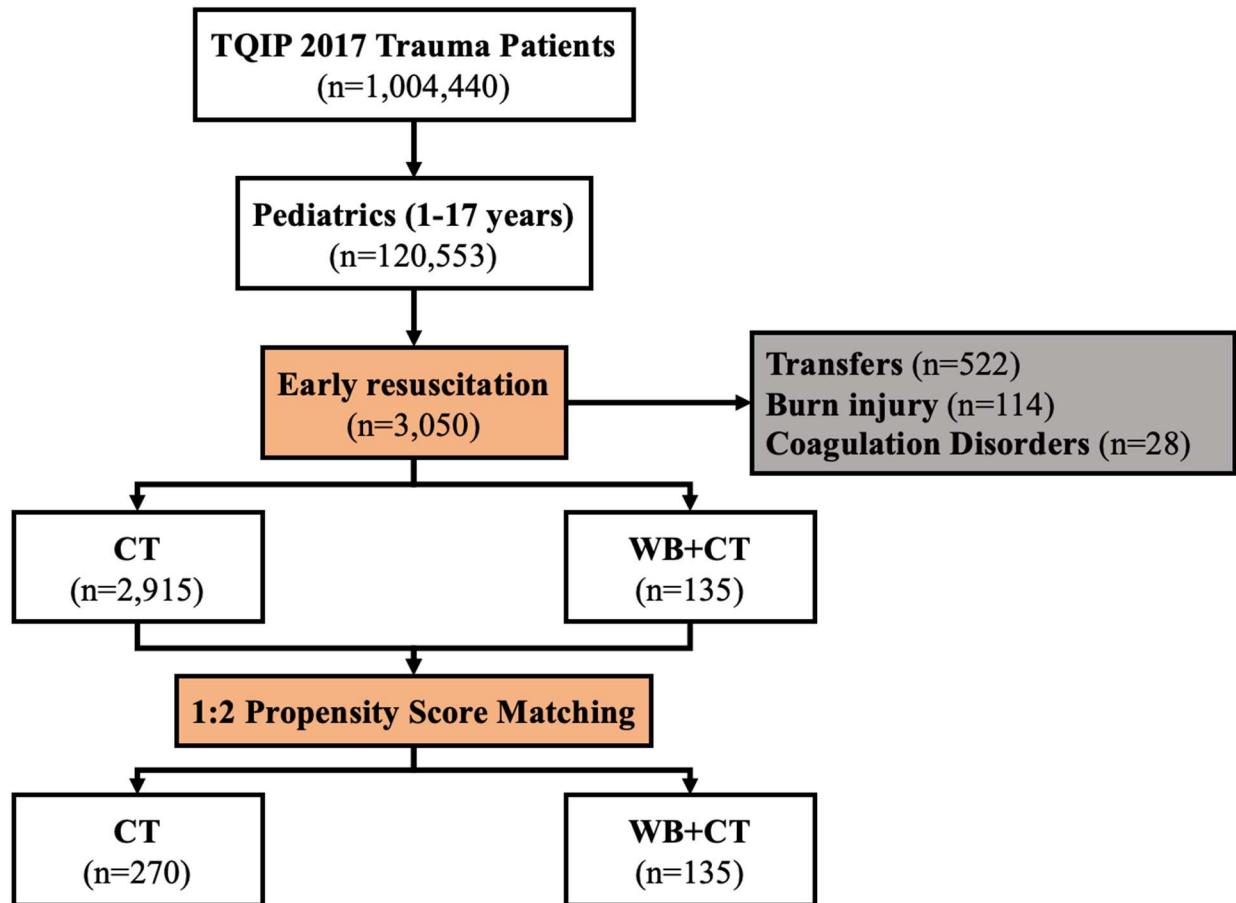 TQIP 2017 Trauma Patients
(n=1,004,440)
Pediatrics (1-17 years)
(n=120,553)
Early resuscitation
(n=3,050)
Transfers (n=522)
Burn injury (n=114)
Coagulation Disorders (n=28)
CT
(n=2,915)
WB+CT
(n=135)
1:2 Propensity Score Matching
CT
(n=270)
WB+CT
(n=135)